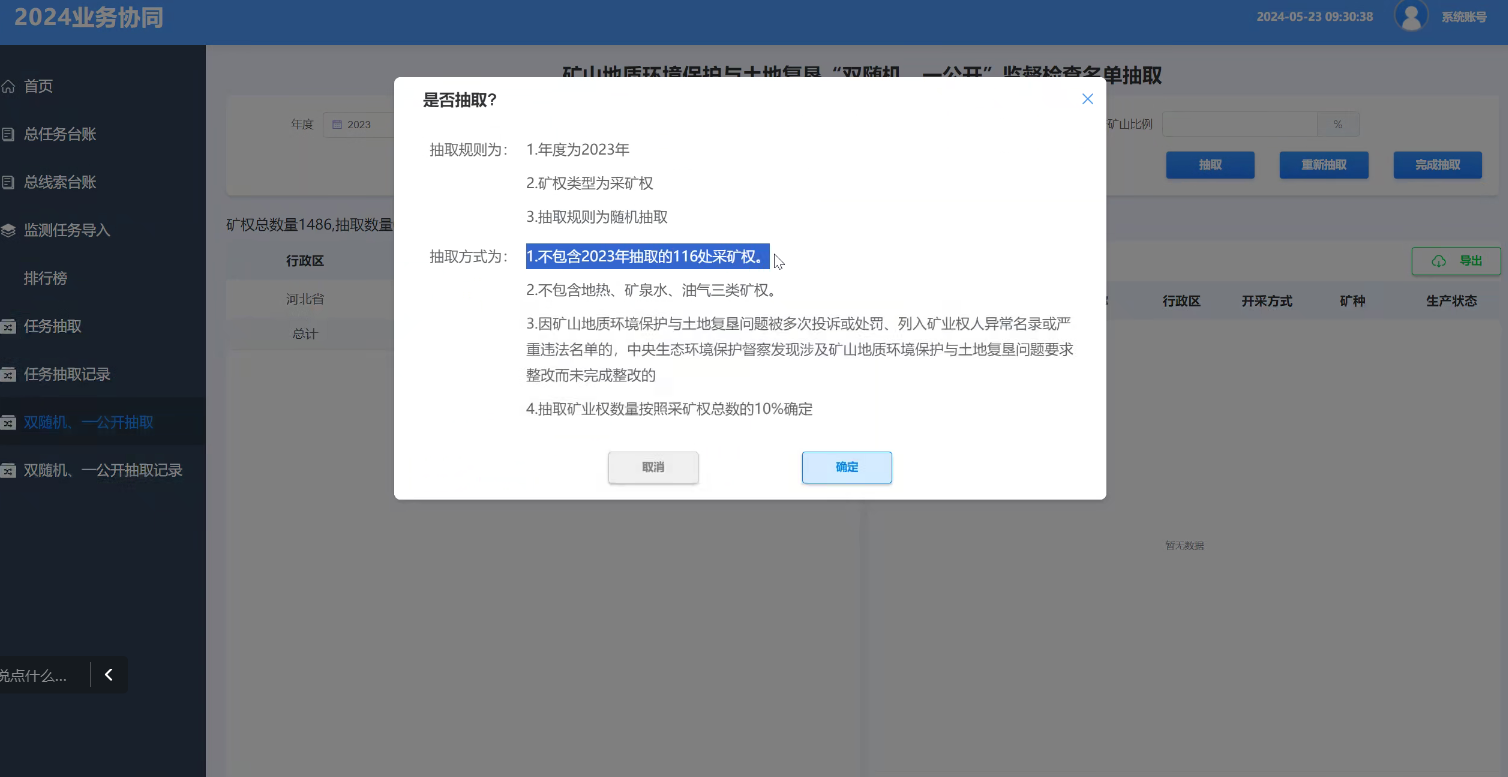 2024业务协同
2024-05-23 09:30:38
系统账号
首页
总任务台账
总线索台账
监测任务导入
排行榜
任务抽取
任务抽取记录
双随机、一公开抽取
双随机、一公开抽取记录
说点什么...
矿山地质环境保护与土地复垦“双随机、一公开”监督检查名单抽取
年度
2023
矿山比例
%
抽取
重新抽取
完成抽取
矿权总数量1486,抽取数量
行政区
河北省
总计
导出
行政区
开采方式
矿种
生产状态
暂无数据
是否抽取?
抽取规则为：
1.年度为2023年
2.矿权类型为采矿权
3.抽取规则为随机抽取
抽取方式为：
1.不包含2023年抽取的116处采矿权。
2.不包含地热、矿泉水、油气三类矿权。
3.因矿山地质环境保护与土地复垦问题被多次投诉或处罚、列入矿业权人异常名录或严
重违法名单的，中央生态环境保护督察发现涉及矿山地质环境保护与土地复垦问题要求
整改而未完成整改的
4.抽取矿业权数量按照采矿权总数的10%确定
取消
确定